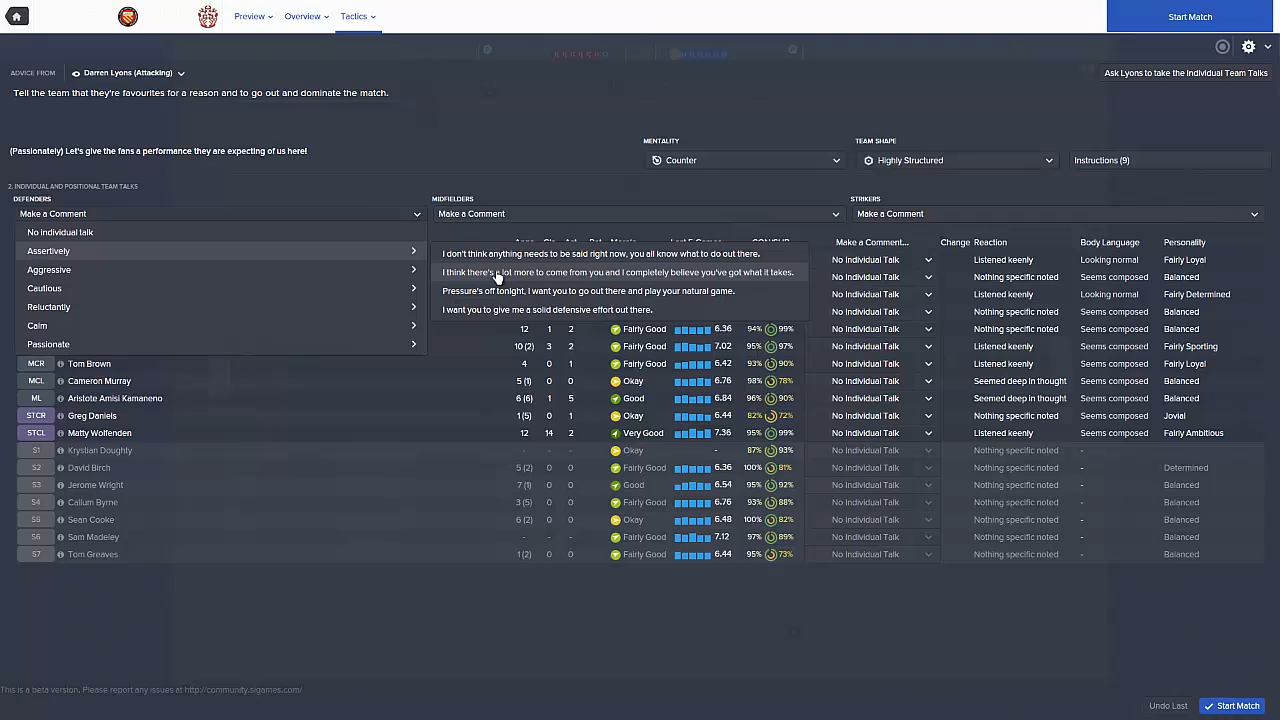 Preview
Overview
Tactics
Start Match
ADVICE FROM
Darren Lyons (Attacking)
Ask Lyons to take the Individual Team Talks
Tell the team that they're favourites for a reason and to go out and dominate the match.
MENTALITY
TEAM SHAPE
(Passionately) Let's give the fans a performance they are expecting of us here!
Counter
Highly Structured
Instructions (9)
2. INDIVIDUAL AND POSITIONAL TEAM TALKS
DEFENDERS
MIDFIELDERS
STRIKERS
Make a Comment
Make a Comment
Make a Comment
No individual talk
Assertively
Aggressive
Cautious
Reluctantly
Calm
Passionate
I don't think anything needs to be said right now, you all know what to do out there.
I think there's a lot more to come from you and I completely believe you've got what it takes.
Pressure's off tonight, I want you to go out there and play your natural game.
I want you to give me a solid defensive effort out there.
Make a Comment... Change Reaction Body Language Personality
No Individual Talk Listened keenly Looking normal Fairly Loyal
No Individual Talk Listened keenly Seems composed Balanced
No Individual Talk Listened keenly Looking normal Fairly Determined
No Individual Talk Listened keenly Seems composed Balanced
12 1 2 Fairly Good 6.36 94% 99% No Individual Talk Listened keenly Seems composed Balanced
10 (2) 3 2 Fairly Good 7.02 95% 97% No Individual Talk Listened keenly Seems composed Fairly Sporting
MCR Tom Brown 4 0 1 Fairly Good 6.42 93% 90% No Individual Talk Listened keenly Seems composed Fairly Loyal
MCL Cameron Murray 5 (1) 0 0 Okay 6.76 98% 78% No Individual Talk Seemed deep in thought Seems composed Balanced
ML Aristote Amisi Kamaneno 6 (6) 1 5 Good 6.84 96% 90% No Individual Talk Seemed deep in thought Seems composed Balanced
STCR Greg Daniels 1 (5) 0 1 Okay 6.44 82% 72% No Individual Talk Listened keenly Seems composed Jovial
STCL Matty Wolfenden 12 14 2 Very Good 7.36 95% 99% No Individual Talk Listened keenly Seems composed Fairly Ambitious
S1 Krystian Doughty - - - Okay - 87% 93% No Individual Talk Nothing specific noted -
S2 David Birch 5 (2) 0 0 Fairly Good 6.36 100% 81% No Individual Talk Nothing specific noted - Determined
S3 Jerome Wright 7 (1) 0 0 Good 6.54 95% 92% No Individual Talk Nothing specific noted - Balanced
S4 Callum Byrne 3 (5) 0 0 Fairly Good 6.76 93% 88% No Individual Talk Nothing specific noted - Balanced
S5 Sean Cooke 6 (2) 0 0 Okay 6.48 100% 82% No Individual Talk Nothing specific noted - Balanced
S6 Sam Madeley - - - Fairly Good 7.12 97% 89% No Individual Talk Nothing specific noted - Balanced
S7 Tom Greaves 1 (2) 0 0 Fairly Good 6.44 95% 73% No Individual Talk Nothing specific noted - Balanced
This is a beta version. Please report any issues at http://community.sigames.com/
Undo Last
Start Match